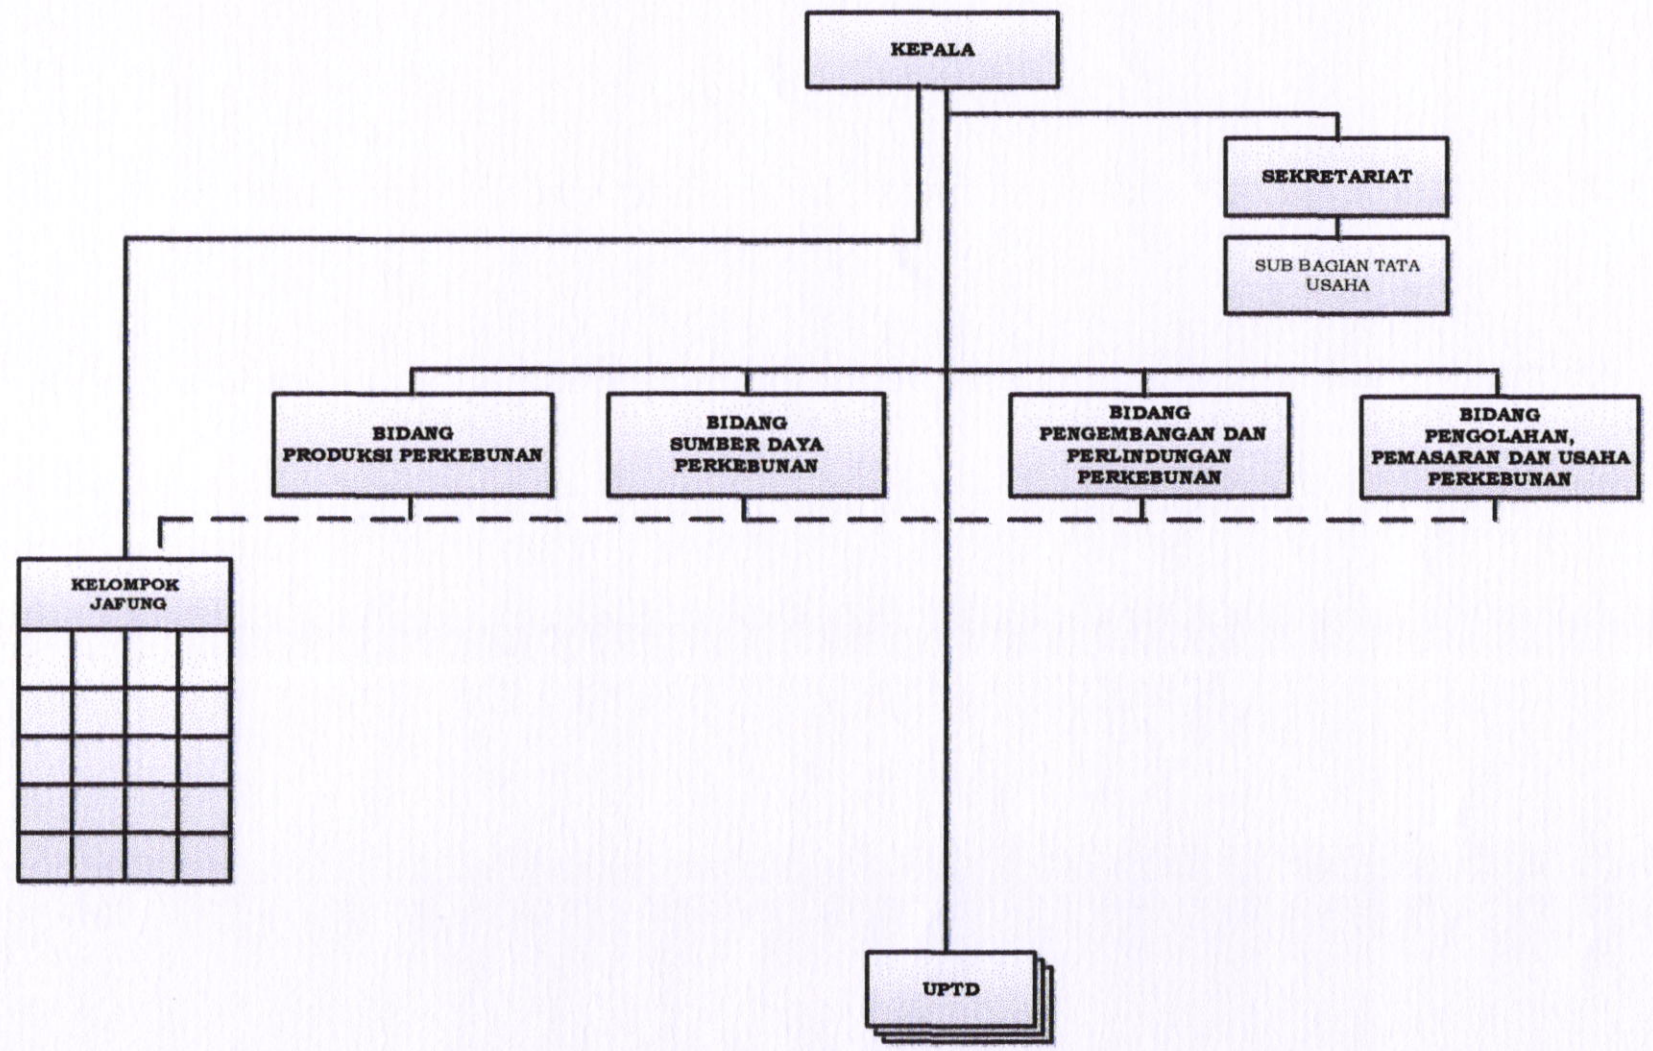 KEPALA
SEKRETARIAT
SUB BAGIAN TATA
USAHA
BIDANG
PRODUKSI PERKEBUNAN
BIDANG
SUMBER DAYA
PERKEBUNAN
BIDANG
PENGEMBANGAN DAN
PERLINDUNGAN
PERKEBUNAN
BIDANG
PENGOLAHAN,
PEMASARAN DAN USAHA
PERKEBUNAN
KELOMPOK
JAFUNG
UPTD